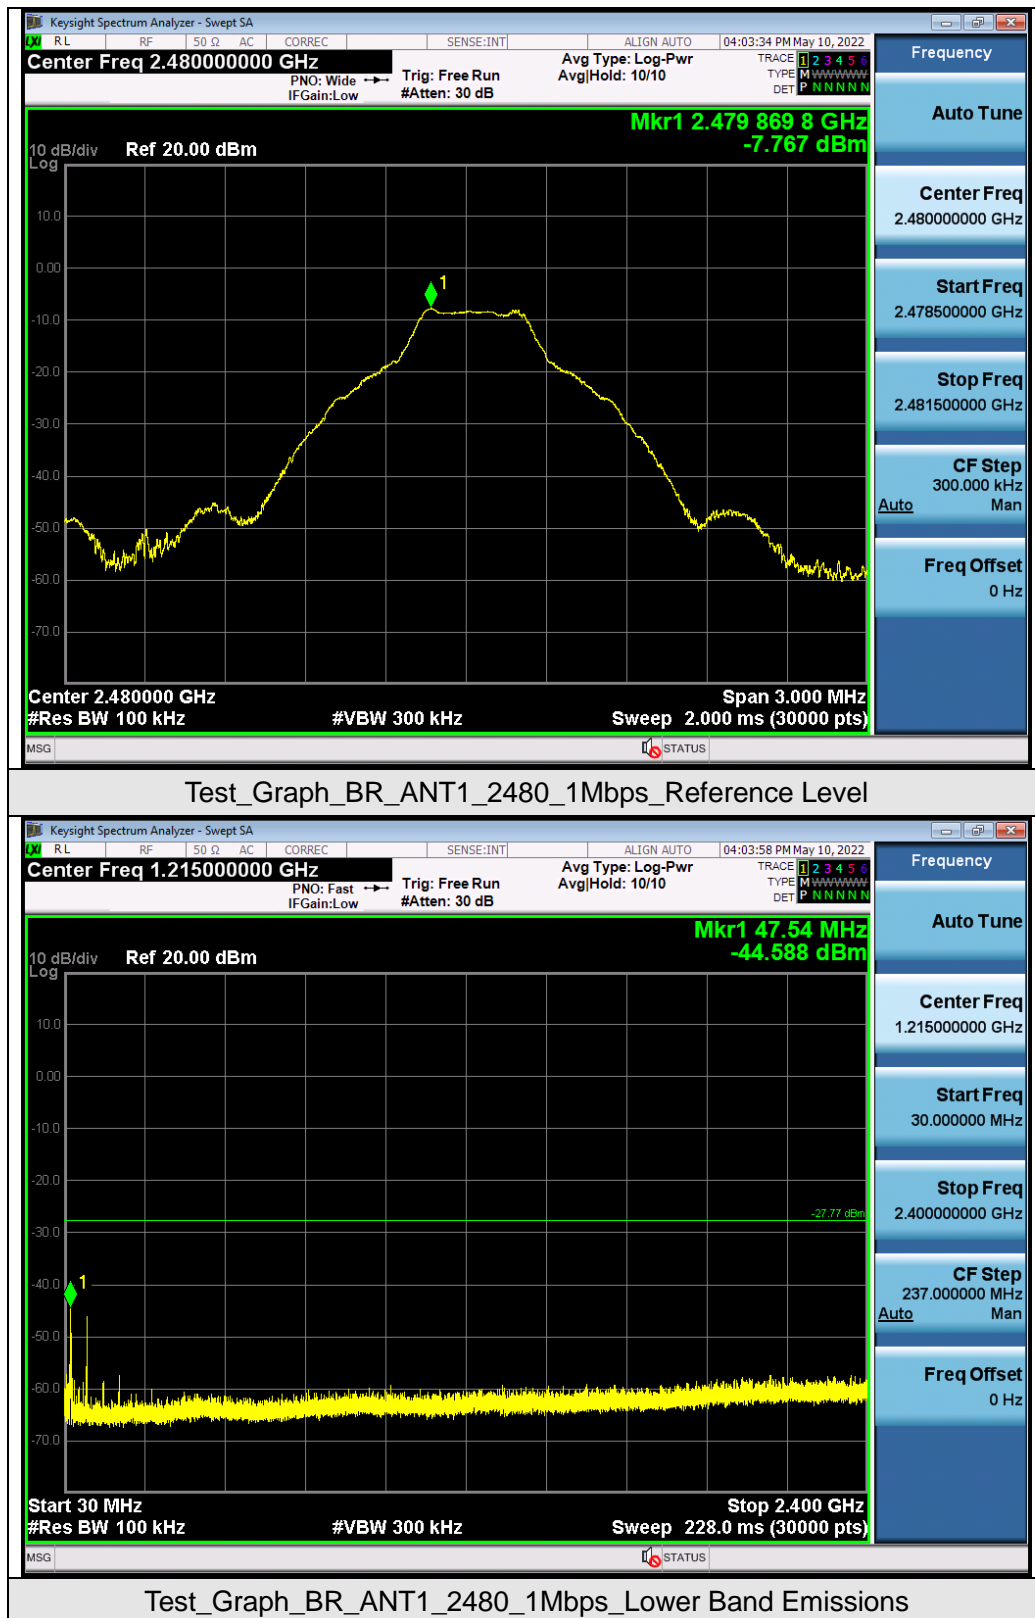 Keysight Spectrum Analyzer - Swept SA
LXI RL RF 50 Ω AC CORREC SENSE:INT ALIGN AUTO 04:03:34 PM May 10, 2022
Center Freq 2.480000000 GHz
PNO: Wide
IFGain:Low
Trig: Free Run
#Atten: 30 dB
Avg Type: Log-Pwr
Avg|Hold: 10/10
TRACE 1 2 3 4 5 6
TYPE M W W W W W
DET P N N N N N
Mkr1 2.479 869 8 GHz
-7.767 dBm
10 dB/div Ref 20.00 dBm
Log
10.0
0.00
-10.0
-20.0
-30.0
-40.0
-50.0
-60.0
-70.0
1
Center 2.480000 GHz Span 3.000 MHz
#Res BW 100 kHz #VBW 300 kHz Sweep 2.000 ms (30000 pts)
MSG STATUS
Frequency
Auto Tune
Center Freq
2.480000000 GHz
Start Freq
2.478500000 GHz
Stop Freq
2.481500000 GHz
CF Step
300.000 kHz
Auto Man
Freq Offset
0 Hz
Test_Graph_BR_ANT1_2480_1Mbps_Reference Level
Keysight Spectrum Analyzer - Swept SA
LXI RL RF 50 Ω AC CORREC SENSE:INT ALIGN AUTO 04:03:58 PM May 10, 2022
Center Freq 1.215000000 GHz
PNO: Fast
IFGain:Low
Trig: Free Run
#Atten: 30 dB
Avg Type: Log-Pwr
Avg|Hold: 10/10
TRACE 1 2 3 4 5 6
TYPE M W W W W W
DET P N N N N N
Mkr1 47.54 MHz
-44.588 dBm
10 dB/div Ref 20.00 dBm
Log
10.0
0.00
-10.0
-20.0
-30.0
-40.0
-50.0
-60.0
-70.0
-27.77 dBm
1
Start 30 MHz Stop 2.400 GHz
#Res BW 100 kHz #VBW 300 kHz Sweep 228.0 ms (30000 pts)
MSG STATUS
Frequency
Auto Tune
Center Freq
1.215000000 GHz
Start Freq
30.000000 MHz
Stop Freq
2.400000000 GHz
CF Step
237.000000 MHz
Auto Man
Freq Offset
0 Hz
Test_Graph_BR_ANT1_2480_1Mbps_Lower Band Emissions